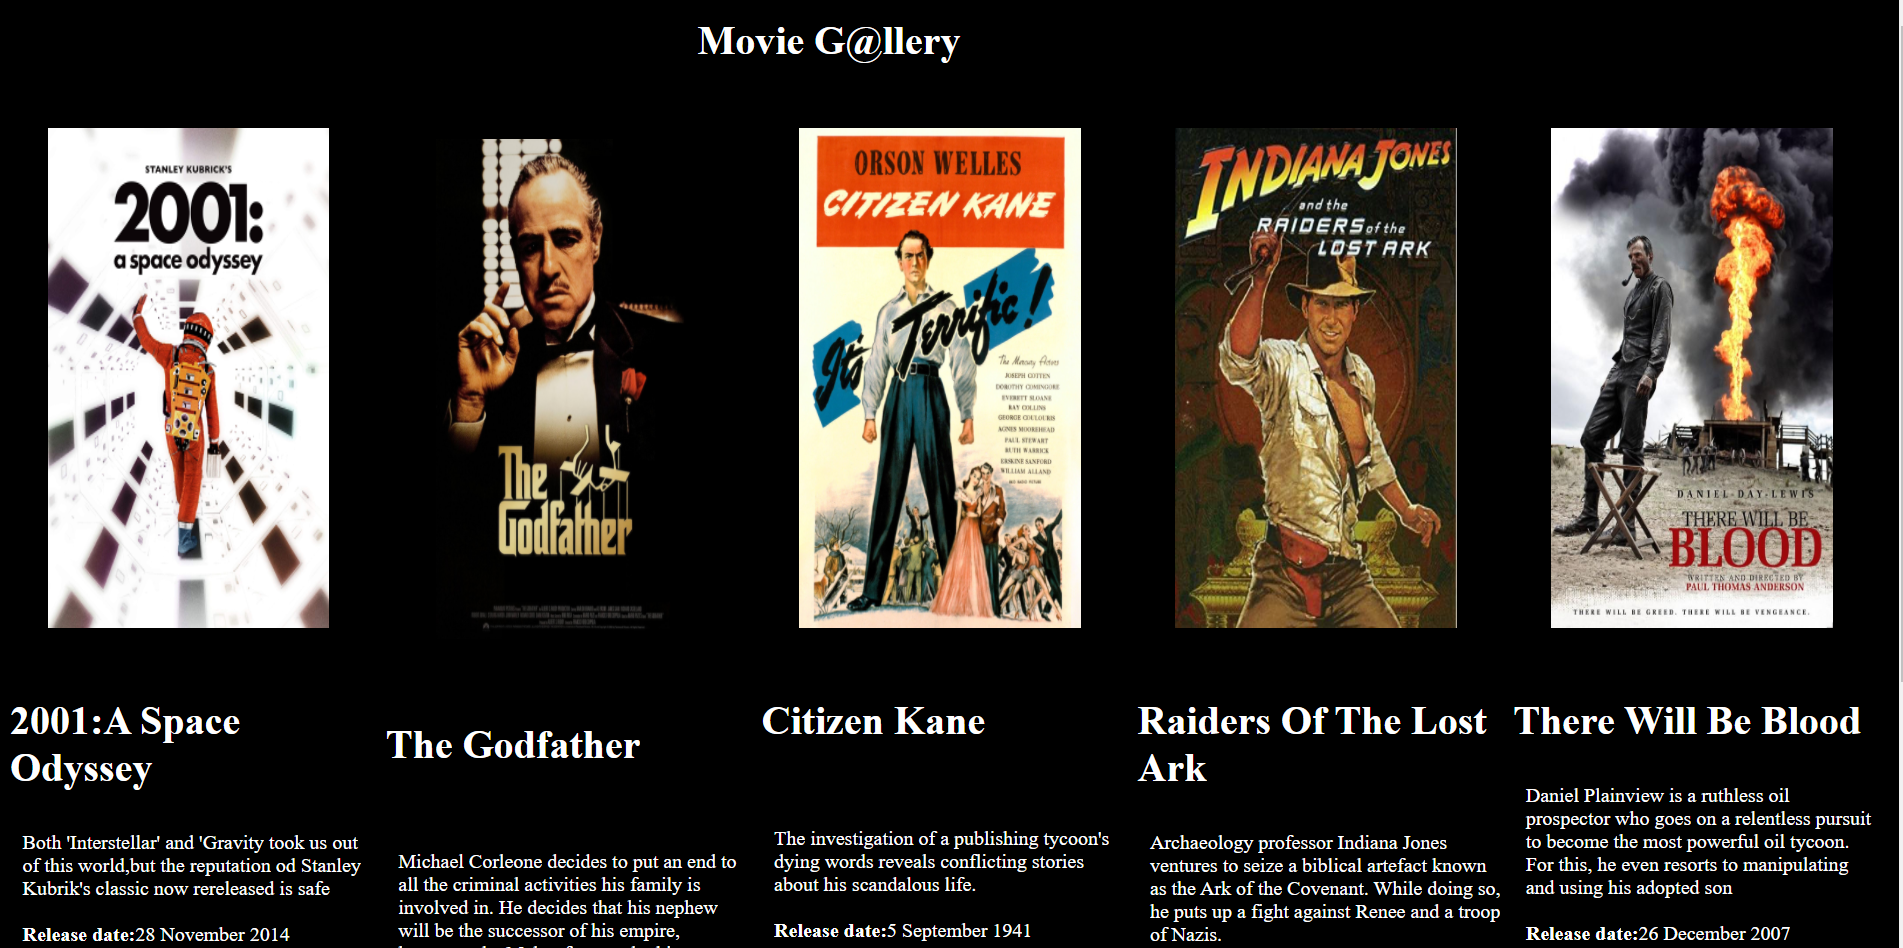 Movie G@llery
STANLEY KUBRICK'S
2001:
a space odyssey
The
Godfather
ORSON WELLES
CITIZEN KANE
It's Terrific!
The Mercury Actors
JOSEPH COTTEN
DOROTHY COMINGORE
EVERETT SLOANE
RAY COLLINS
GEORGE COULOURIS
AGNES MOOREHEAD
PAUL STEWART
RUTH WARRICK
ERSKINE SANFORD
WILLIAM ALLAND
INDIANA JONES
and the
RAIDERS of the
LOST ARK
DANIEL DAY-LEWIS
THERE WILL BE
BLOOD
WRITTEN AND DIRECTED BY
PAUL THOMAS ANDERSON
THERE WILL BE GREED. THERE WILL BE VENGEANCE.
2001:A Space
Odyssey
Both 'Interstellar' and 'Gravity took us out
of this world,but the reputation od Stanley
Kubrik's classic now rereleased is safe
Release date:28 November 2014
The Godfather
Michael Corleone decides to put an end to
all the criminal activities his family is
involved in. He decides that his nephew
will be the successor of his empire,
Citizen Kane
The investigation of a publishing tycoon's
dying words reveals conflicting stories
about his scandalous life.
Release date:5 September 1941
Raiders Of The Lost
Ark
Archaeology professor Indiana Jones
ventures to seize a biblical artefact known
as the Ark of the Covenant. While doing so,
he puts up a fight against Renee and a troop
of Nazis.
There Will Be Blood
Daniel Plainview is a ruthless oil
prospector who goes on a relentless pursuit
to become the most powerful oil tycoon.
For this, he even resorts to manipulating
and using his adopted son
Release date:26 December 2007